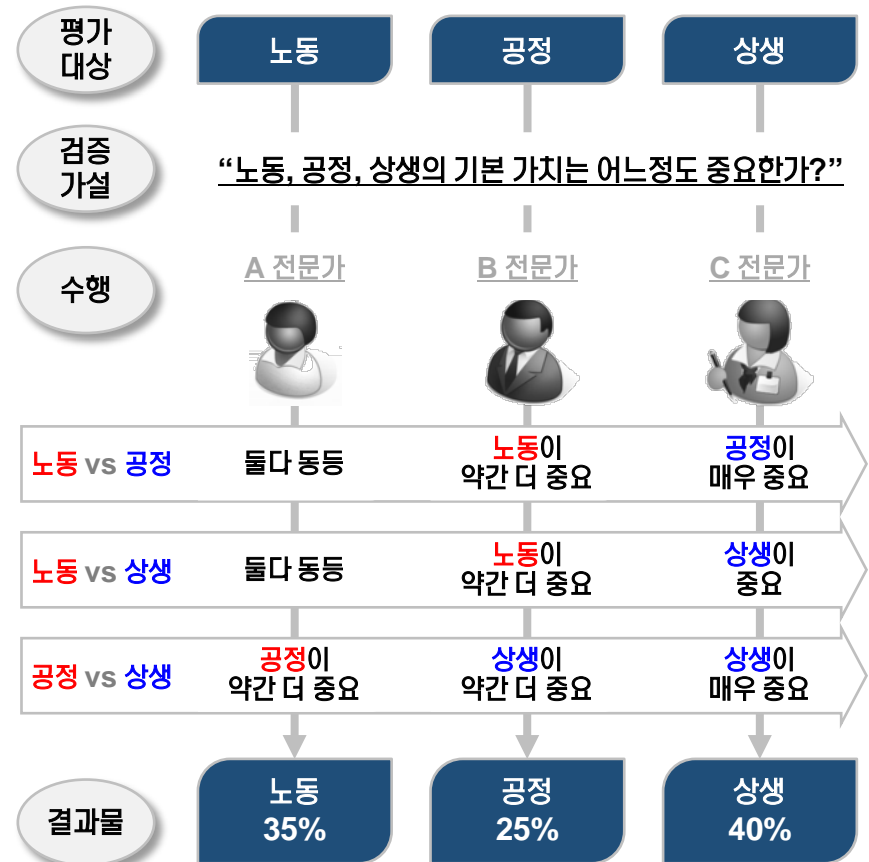 평가
대상
노동
공정
상생
검증
가설
“노동, 공정, 상생의 기본 가치는 어느정도 중요한가?”
수행
A 전문가
B 전문가
C 전문가
노동 vs 공정
둘다 동등
노동이
약간 더 중요
공정이
매우 중요
노동 vs 상생
둘다 동등
노동이
약간 더 중요
상생이
중요
공정 vs 상생
공정이
약간 더 중요
상생이
약간 더 중요
상생이
매우 중요
결과물
노동
35%
공정
25%
상생
40%